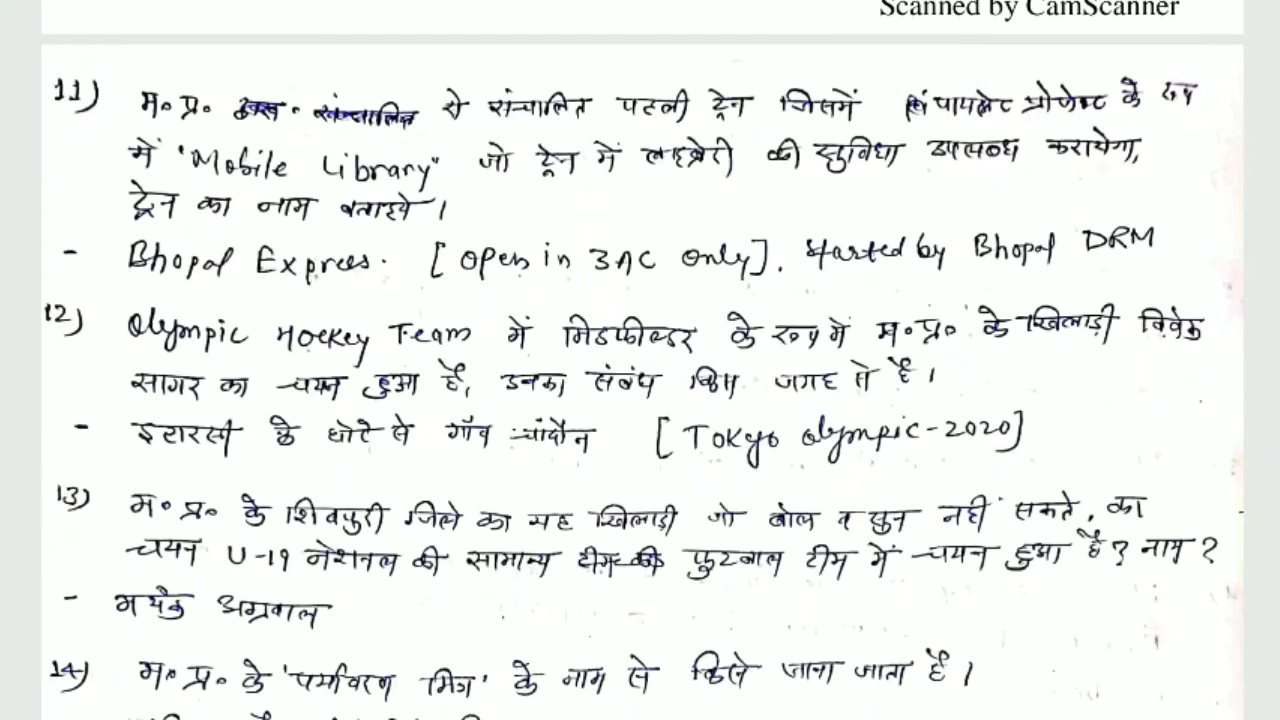 Scanned by CamScanner
11) म॰ प्र॰ से संचालित पहली ट्रेन जिसमें पायलेट प्रोजेक्ट के रूप
में "Mobile Library" जो ट्रेन में लाइब्रेरी की सुविधा उपलब्ध करायेगा,
ट्रेन का नाम बताइये।
- Bhopal Express. [Open in 3AC only]. Started by Bhopal DRM
12) Olympic Hockey Team में मिडफील्डर के रूप में म॰ प्र॰ के खिलाड़ी विवेक
सागर का चयन हुआ है, उनका संबंध किस जगह से है।
- इटारसी के छोटे से गाँव चांदौन [Tokyo Olympic-2020]
13) म॰ प्र॰ के शिवपुरी जिले का यह खिलाड़ी जो बोल व सुन नहीं सकते, का
चयन U-19 नेशनल की सामान्य फुटबाल टीम में चयन हुआ है? नाम?
- मयंक अग्रवाल
14) म॰ प्र॰ के 'पर्यावरण मित्र' के नाम से किसे जाना जाता है।